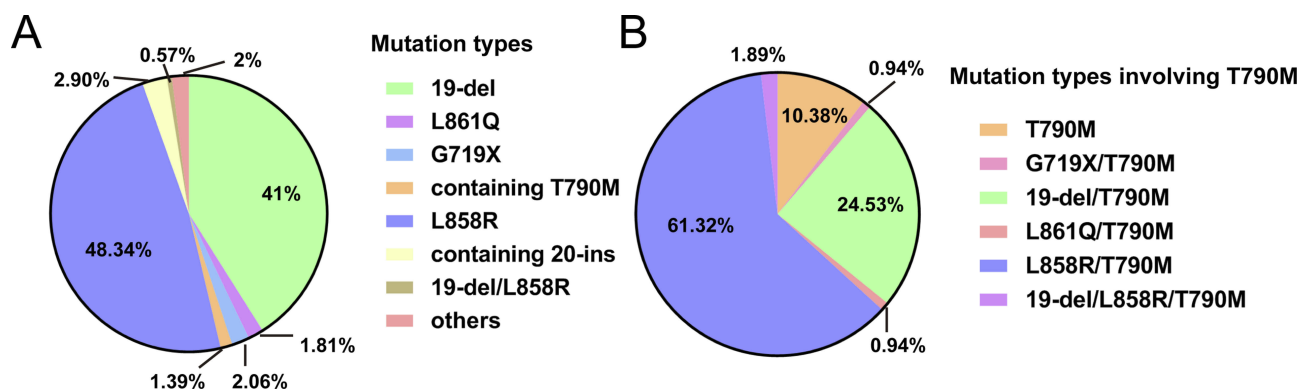 A
0.57%
2%
2.90%
41%
48.34%
1.39%
2.06%
1.81%
Mutation types
19-del
L861Q
G719X
containing T790M
L858R
containing 20-ins
19-del/L858R
others
B
1.89%
0.94%
10.38%
24.53%
61.32%
0.94%
Mutation types involving T790M
T790M
G719X/T790M
19-del/T790M
L861Q/T790M
L858R/T790M
19-del/L858R/T790M